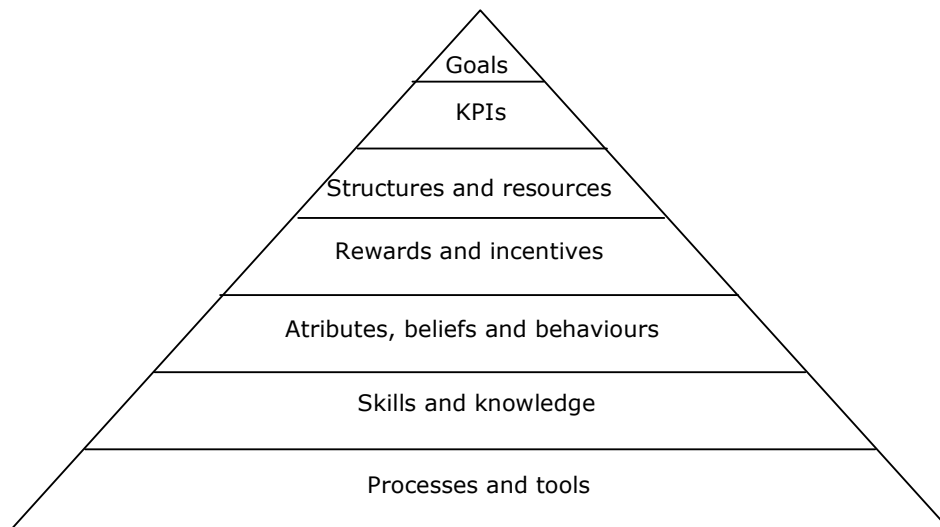 Goals
KPIs
Structures and resources
Rewards and incentives
Atributes, beliefs and behaviours
Skills and knowledge
Processes and tools